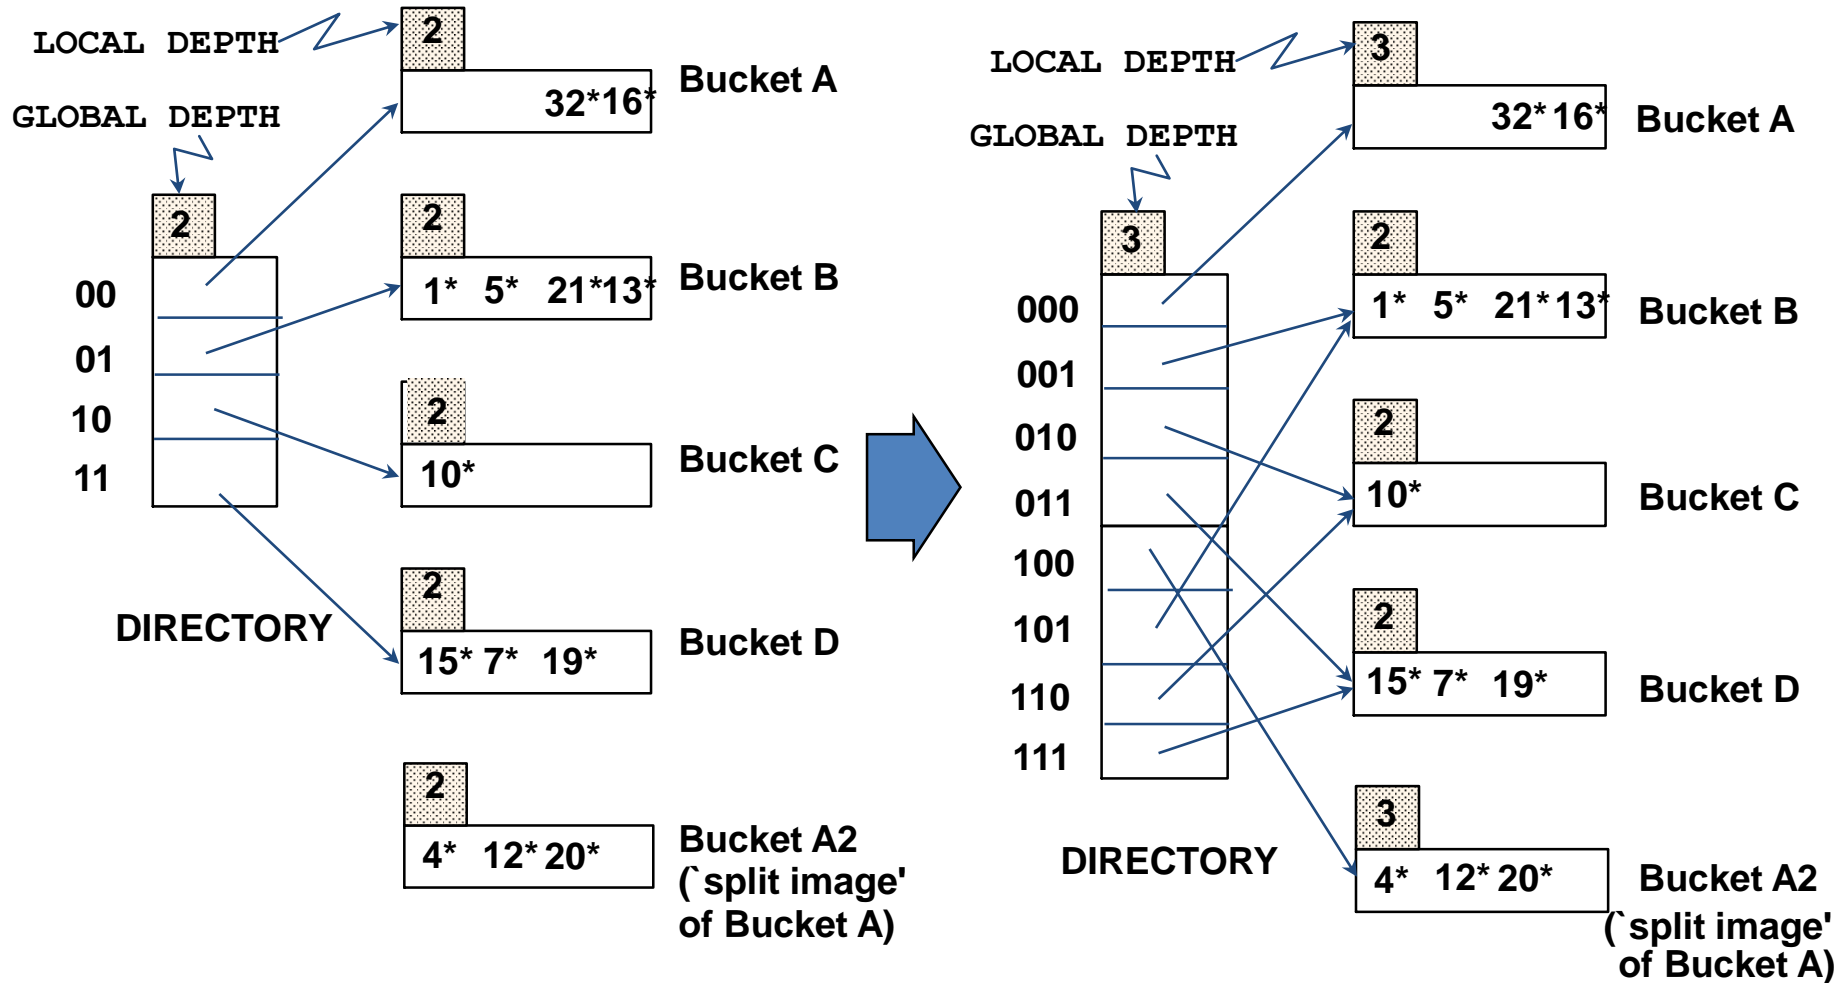 LOCAL DEPTH
2
32* 16*
Bucket A
GLOBAL DEPTH
2
00
01
10
11
2
1* 5* 21* 13*
Bucket B
2
10*
Bucket C
DIRECTORY
2
15* 7* 19*
Bucket D
2
4* 12* 20*
Bucket A2
(`split image'
of Bucket A)
LOCAL DEPTH
3
32* 16*
Bucket A
GLOBAL DEPTH
3
000
001
010
011
100
101
110
111
2
1* 5* 21* 13*
Bucket B
2
10*
Bucket C
2
15* 7* 19*
Bucket D
DIRECTORY
3
4* 12* 20*
Bucket A2
(`split image'
of Bucket A)